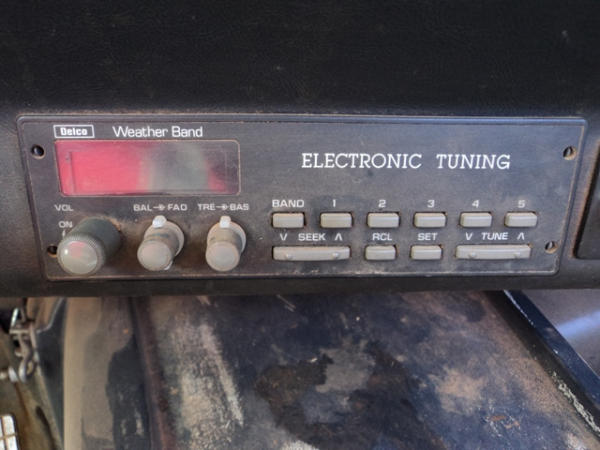 Delco Weather Band
ELECTRONIC TUNING
VOL BAL FAD TRE BAS BAND 1 2 3 4 5
ON V SEEK Λ RCL SET V TUNE Λ